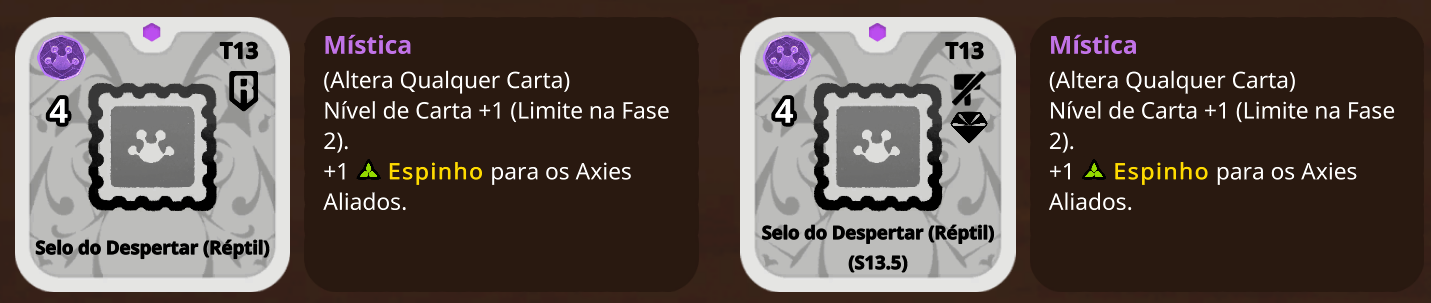 T13
4
Selo do Despertar (Réptil)
Mística
(Altera Qualquer Carta)
Nível de Carta +1 (Limite na Fase
2).
+1 Espinho para os Axies
Aliados.
T13
4
Selo do Despertar (Réptil)
(S13.5)
Mística
(Altera Qualquer Carta)
Nível de Carta +1 (Limite na Fase
2).
+1 Espinho para os Axies
Aliados.